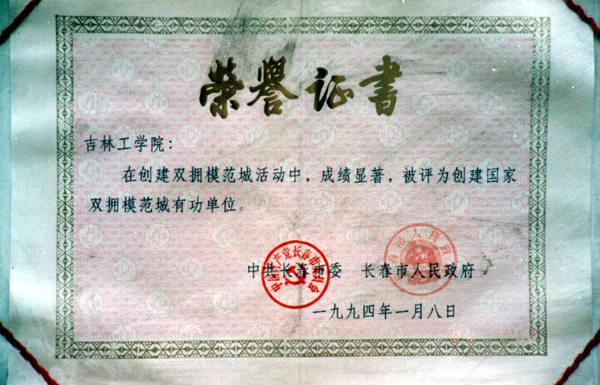 荣誉证书
吉林工学院：
在创建双拥模范城活动中，成绩显著，被评为创建国家
双拥模范城有功单位。
中共长春市委 长春市人民政府
一九九四年一月八日